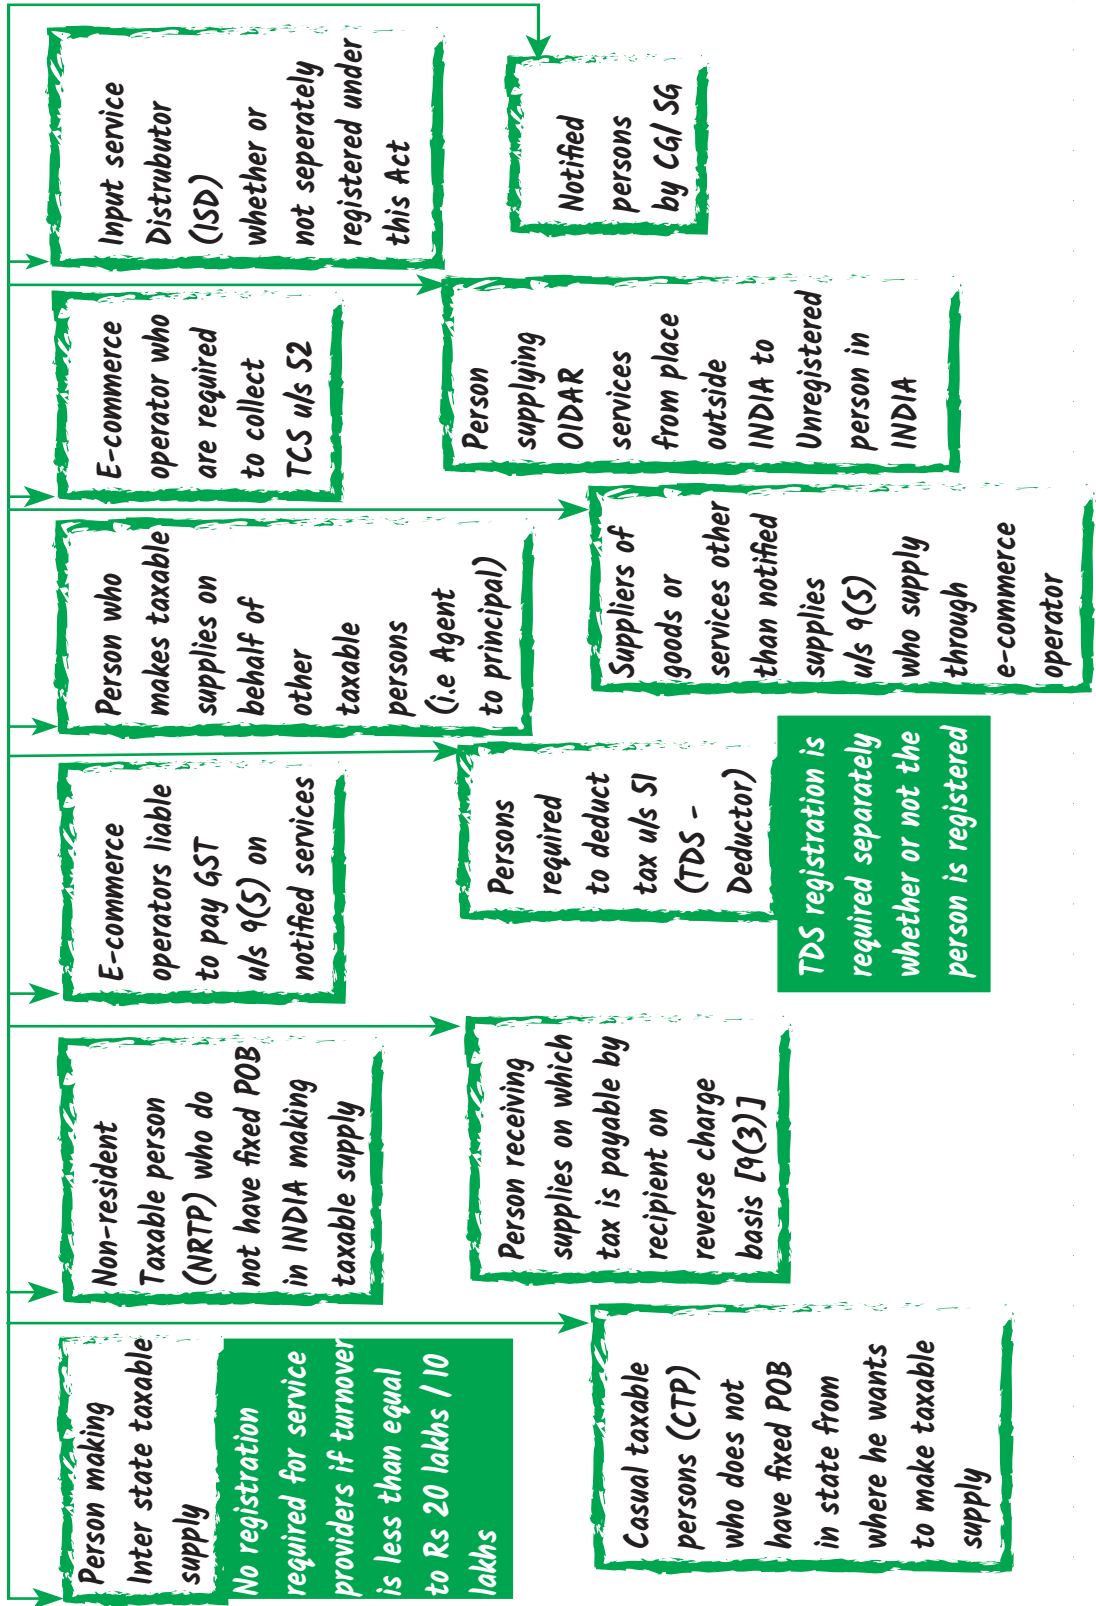 Person making
Inter state taxable
supply
No registration
required for service
providers if turnover
is less than equal
to Rs 20 lakhs / 10
lakhs
Non-resident
Taxable person
(NRTP) who do
not have fixed POB
in INDIA making
taxable supply
E-commerce
operators liable
to pay GST
u/s 9(5) on
notified services
Person who
makes taxable
supplies on
behalf of
other
taxable
persons
(i.e Agent
to principal)
E-commerce
operator who
are required
to collect
TCS u/s 52
Input service
Distrubutor
(ISD)
whether or
not seperately
registered under
this Act
Casual taxable
persons (CTP)
who does not
have fixed POB
in state from
where he wants
to make taxable
supply
Person receiving
supplies on which
tax is payable by
recipient on
reverse charge
basis [9(3)]
Persons
required
to deduct
tax u/s 51
(TDS -
Deductor)
TDS registration is
required separately
whether or not the
person is registered
Suppliers of
goods or
services other
than notified
supplies
u/s 9(5)
who supply
through
e-commerce
operator
Person
supplying
OIDAR
services
from place
outside
INDIA to
Unregistered
person in
INDIA
Notified
persons
by CG/ SG